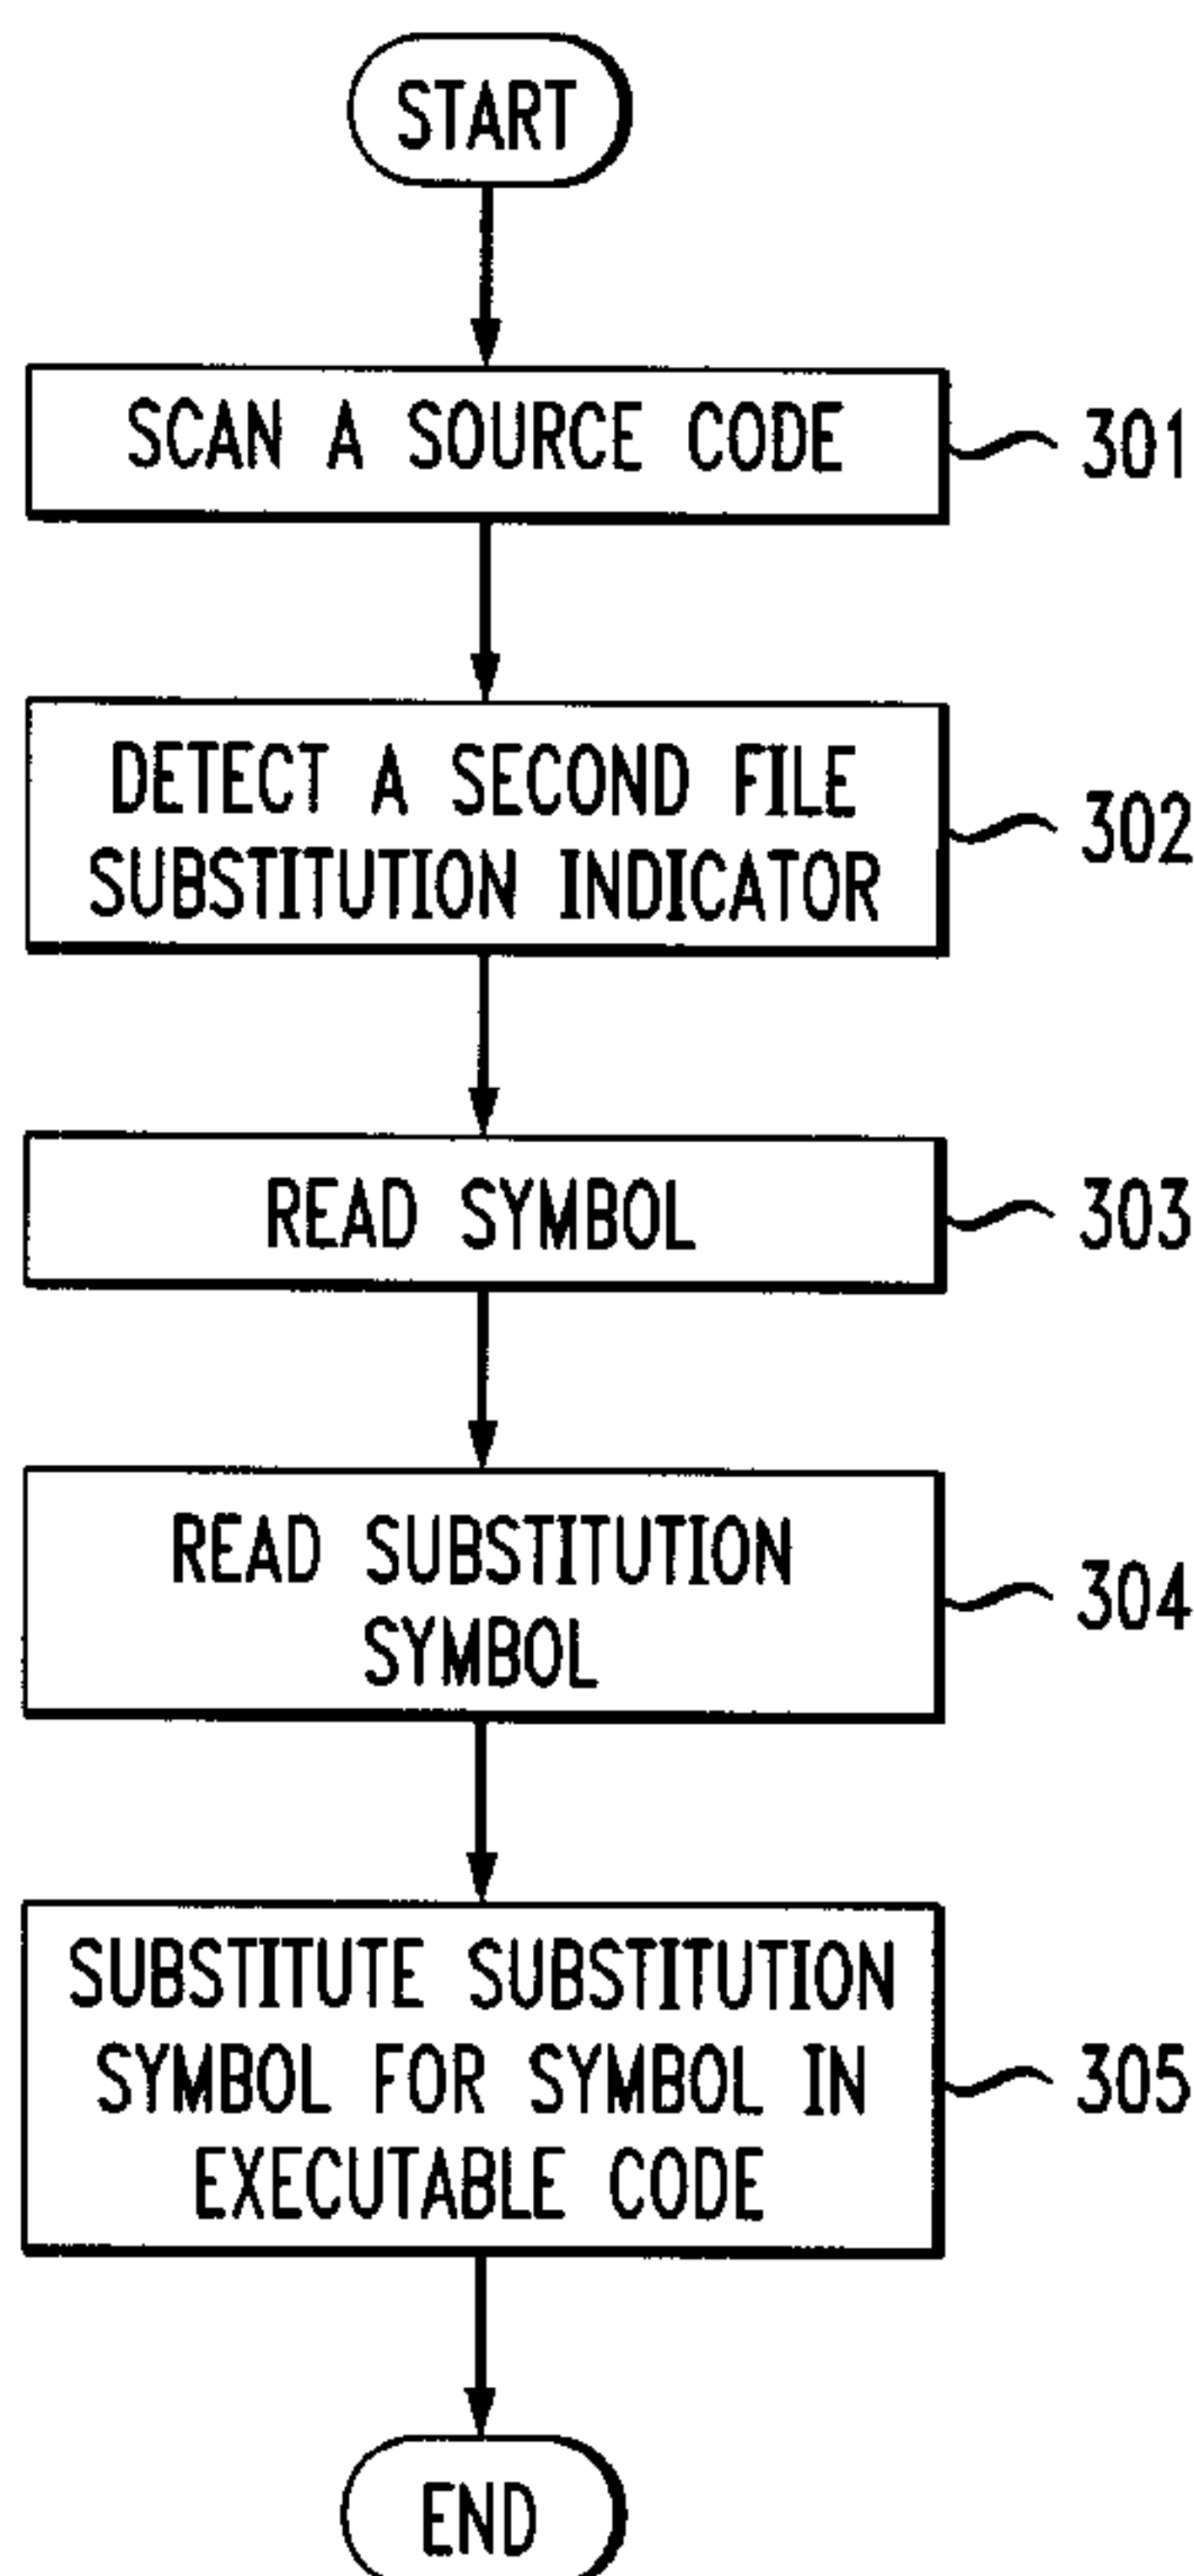 START
SCAN A SOURCE CODE
301
DETECT A SECOND FILE
SUBSTITUTION INDICATOR
302
READ SYMBOL
303
READ SUBSTITUTION
SYMBOL
304
SUBSTITUTE SUBSTITUTION
SYMBOL FOR SYMBOL IN
EXECUTABLE CODE
305
END